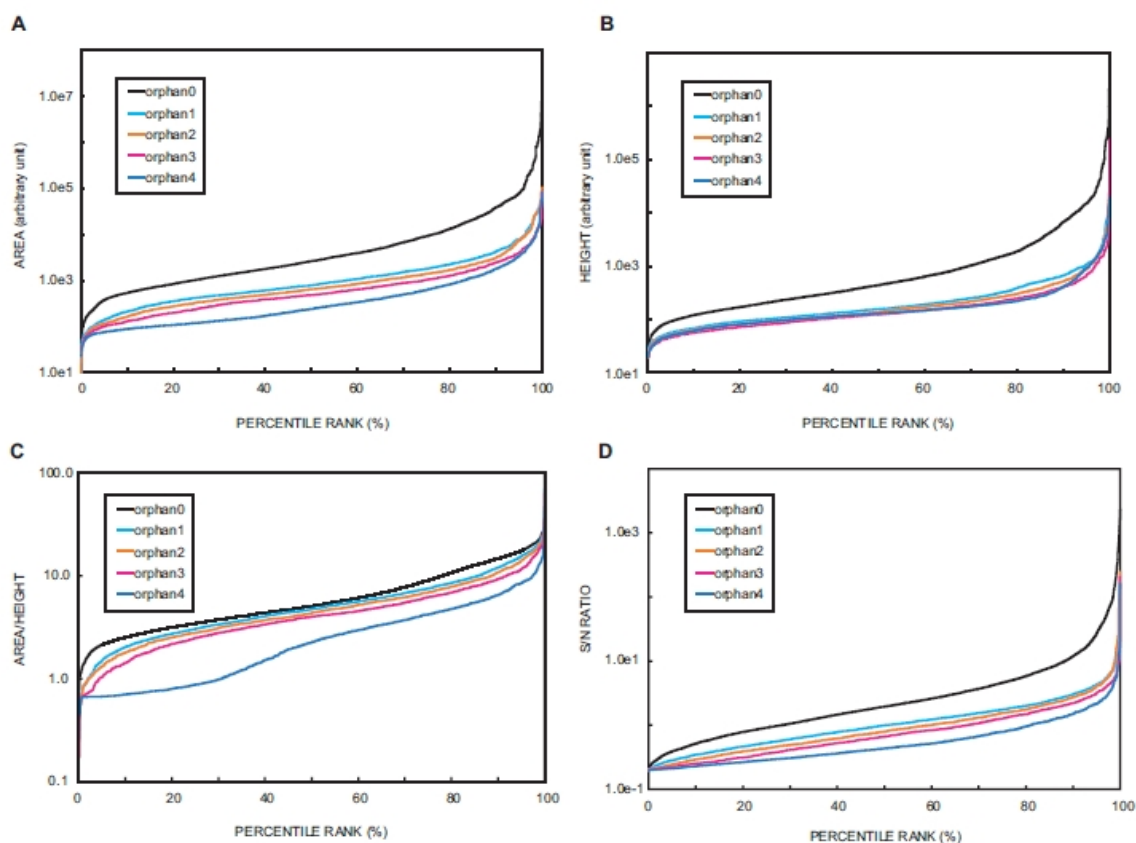 A
AREA (arbitrary unit)
1.0e7
1.0e5
1.0e3
1.0e1
orphan0
orphan1
orphan2
orphan3
orphan4
0 20 40 60 80 100
PERCENTILE RANK (%)
B
HEIGHT (arbitrary unit)
1.0e5
1.0e3
1.0e1
orphan0
orphan1
orphan2
orphan3
orphan4
0 20 40 60 80 100
PERCENTILE RANK (%)
C
AREA/HEIGHT
100.0
10.0
1.0
0.1
orphan0
orphan1
orphan2
orphan3
orphan4
0 20 40 60 80 100
PERCENTILE RANK (%)
D
S/N RATIO
1.0e3
1.0e1
1.0e-1
orphan0
orphan1
orphan2
orphan3
orphan4
0 20 40 60 80 100
PERCENTILE RANK (%)